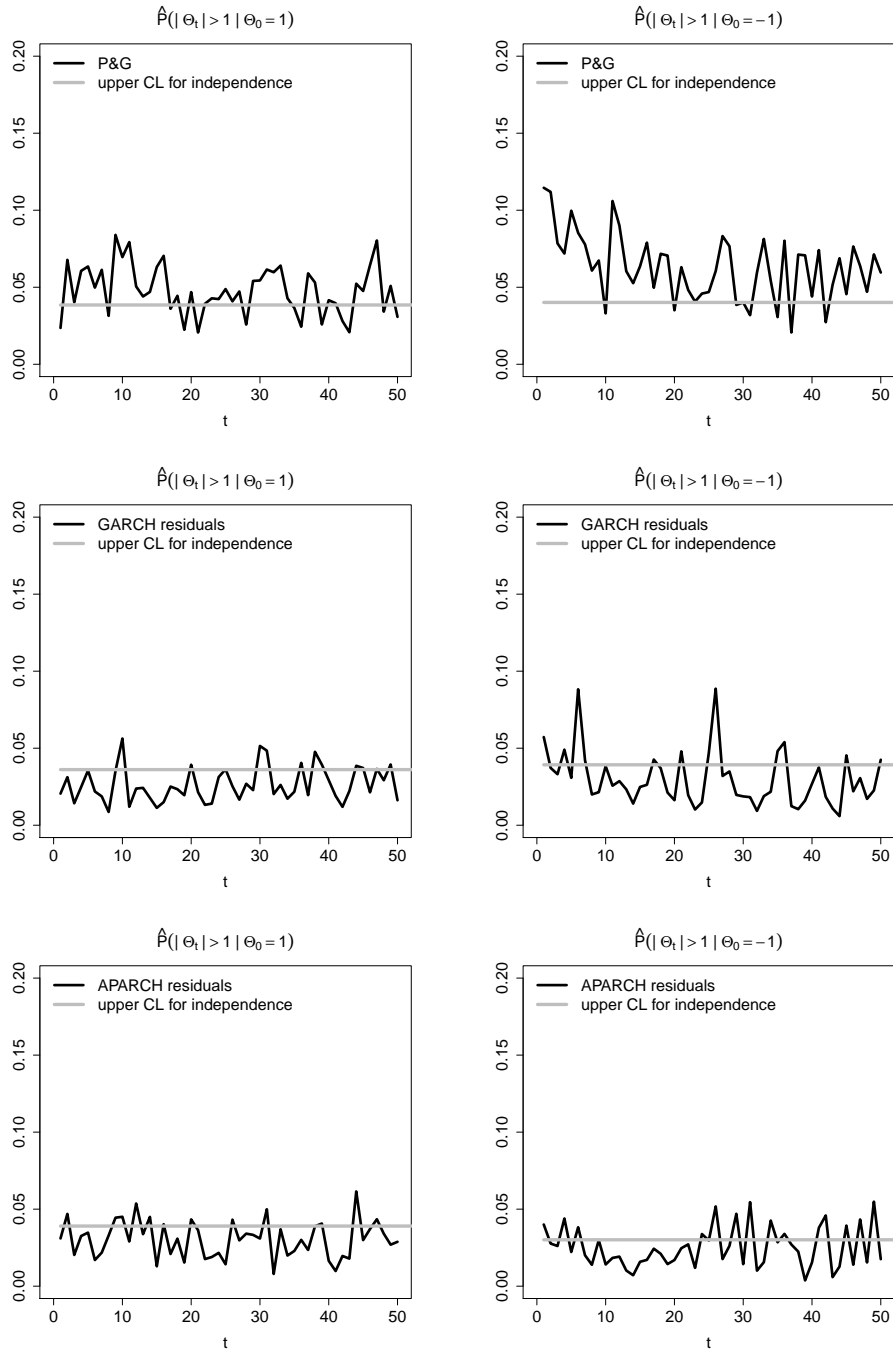 P̂(| Θt | > 1 | Θ0 = 1)
P&G
upper CL for independence
0.20
0.15
0.10
0.05
0.00
0 10 20 30 40 50
t
P̂(| Θt | > 1 | Θ0 = −1)
P&G
upper CL for independence
0.20
0.15
0.10
0.05
0.00
0 10 20 30 40 50
t
P̂(| Θt | > 1 | Θ0 = 1)
GARCH residuals
upper CL for independence
0.20
0.15
0.10
0.05
0.00
0 10 20 30 40 50
t
P̂(| Θt | > 1 | Θ0 = −1)
GARCH residuals
upper CL for independence
0.20
0.15
0.10
0.05
0.00
0 10 20 30 40 50
t
P̂(| Θt | > 1 | Θ0 = 1)
APARCH residuals
upper CL for independence
0.20
0.15
0.10
0.05
0.00
0 10 20 30 40 50
t
P̂(| Θt | > 1 | Θ0 = −1)
APARCH residuals
upper CL for independence
0.20
0.15
0.10
0.05
0.00
0 10 20 30 40 50
t